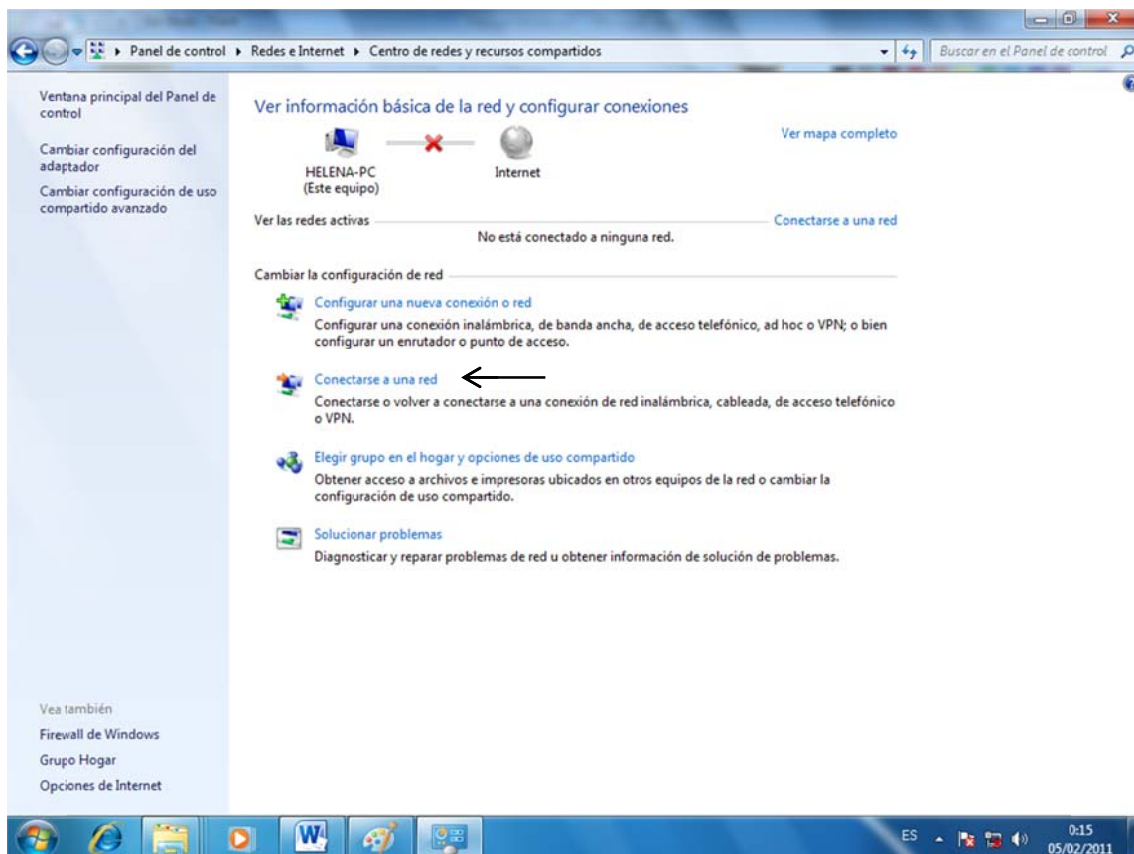 Panel de control ▸ Redes e Internet ▸ Centro de redes y recursos compartidos
Buscar en el Panel de control
Ventana principal del Panel de
control
Cambiar configuración del
adaptador
Cambiar configuración de uso
compartido avanzado
Ver información básica de la red y configurar conexiones
Ver mapa completo
HELENA-PC
(Este equipo)
Internet
Ver las redes activas
Conectarse a una red
No está conectado a ninguna red.
Cambiar la configuración de red
Configurar una nueva conexión o red
Configurar una conexión inalámbrica, de banda ancha, de acceso telefónico, ad hoc o VPN; o bien
configurar un enrutador o punto de acceso.
Conectarse a una red
Conectarse o volver a conectarse a una conexión de red inalámbrica, cableada, de acceso telefónico
o VPN.
Elegir grupo en el hogar y opciones de uso compartido
Obtener acceso a archivos e impresoras ubicados en otros equipos de la red o cambiar la
configuración de uso compartido.
Solucionar problemas
Diagnosticar y reparar problemas de red u obtener información de solución de problemas.
Vea también
Firewall de Windows
Grupo Hogar
Opciones de Internet
ES
0:15
05/02/2011